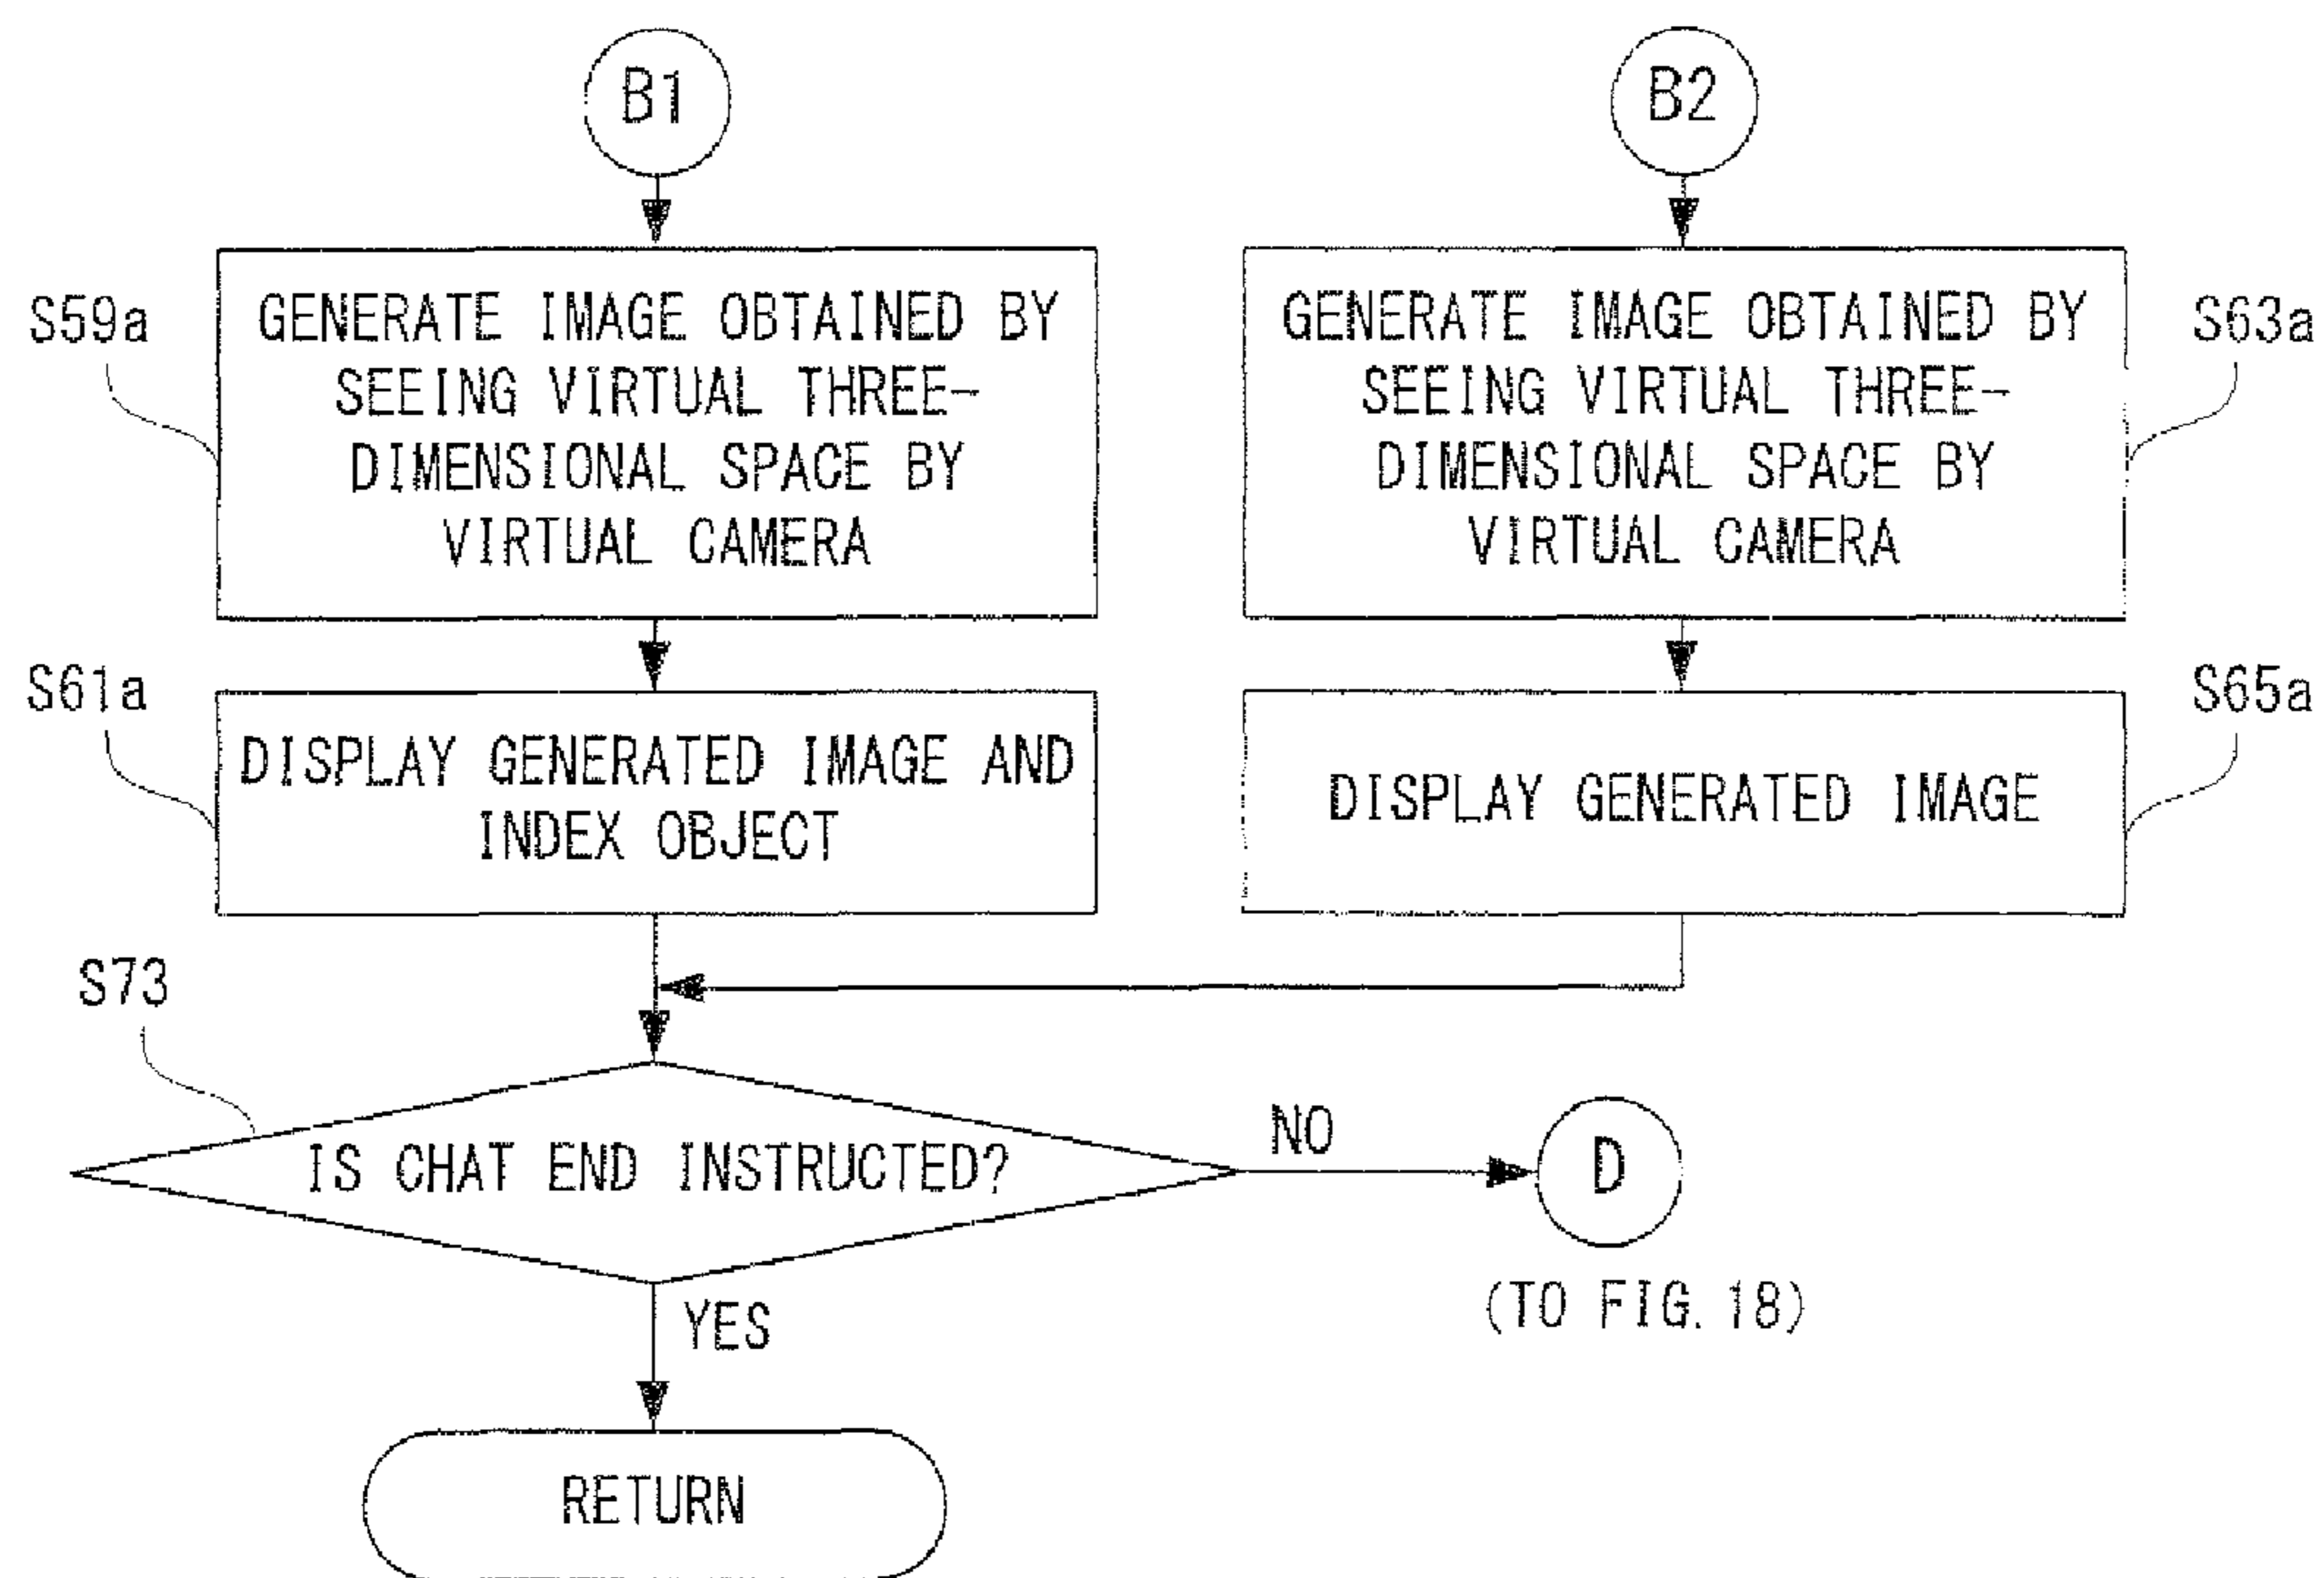 B1
B2
S59a
GENERATE IMAGE OBTAINED BY
SEEING VIRTUAL THREE-
DIMENSIONAL SPACE BY
VIRTUAL CAMERA
GENERATE IMAGE OBTAINED BY
SEEING VIRTUAL THREE-
DIMENSIONAL SPACE BY
VIRTUAL CAMERA
S63a
S61a
DISPLAY GENERATED IMAGE AND
INDEX OBJECT
DISPLAY GENERATED IMAGE
S65a
S73
IS CHAT END INSTRUCTED?
NO
D
(TO FIG. 18)
YES
RETURN